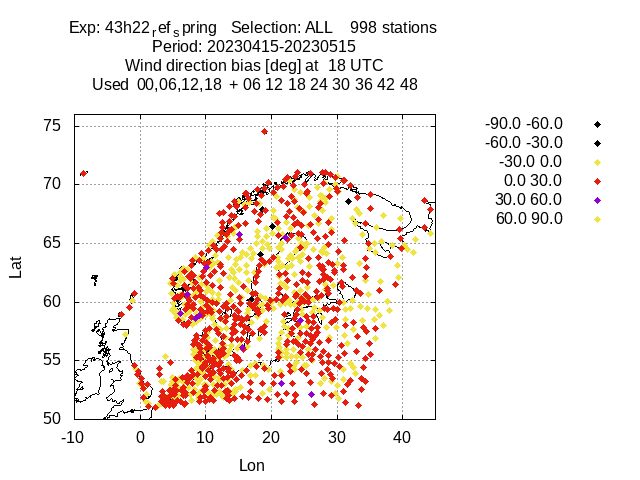 Exp: 43h22refspring   Selection: ALL    998 stations
Period: 20230415-20230515
Wind direction bias [deg] at  18 UTC
Used  00,06,12,18  + 06 12 18 24 30 36 42 48
-90.0 -60.0
-60.0 -30.0
-30.0 0.0
0.0 30.0
30.0 60.0
60.0 90.0
75
70
65
60
55
50
Lat
-10 0 10 20 30 40
Lon